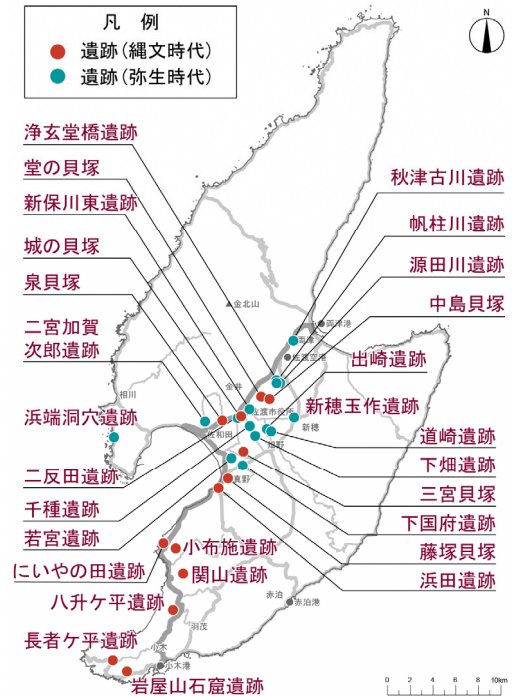 凡 例
遺跡(縄文時代)
遺跡(弥生時代)
N
浄玄堂橋遺跡
堂の貝塚
新保川東遺跡
城の貝塚
泉貝塚
二宮加賀
次郎遺跡
浜端洞穴遺跡
二反田遺跡
千種遺跡
若宮遺跡
にいやの田遺跡
八升ケ平遺跡
長者ケ平遺跡
岩屋山石窟遺跡
小布施遺跡
関山遺跡
秋津古川遺跡
帆柱川遺跡
源田川遺跡
中島貝塚
出崎遺跡
新穂玉作遺跡
道崎遺跡
下畑遺跡
三宮貝塚
下国府遺跡
藤塚貝塚
浜田遺跡
金北山
両津港
両津
佐渡空港
金井
佐渡市役所
相川
佐和田
新穂
畑野
真野
赤泊
赤泊港
羽茂
小木
小木港
0 2 4 6 8 10km